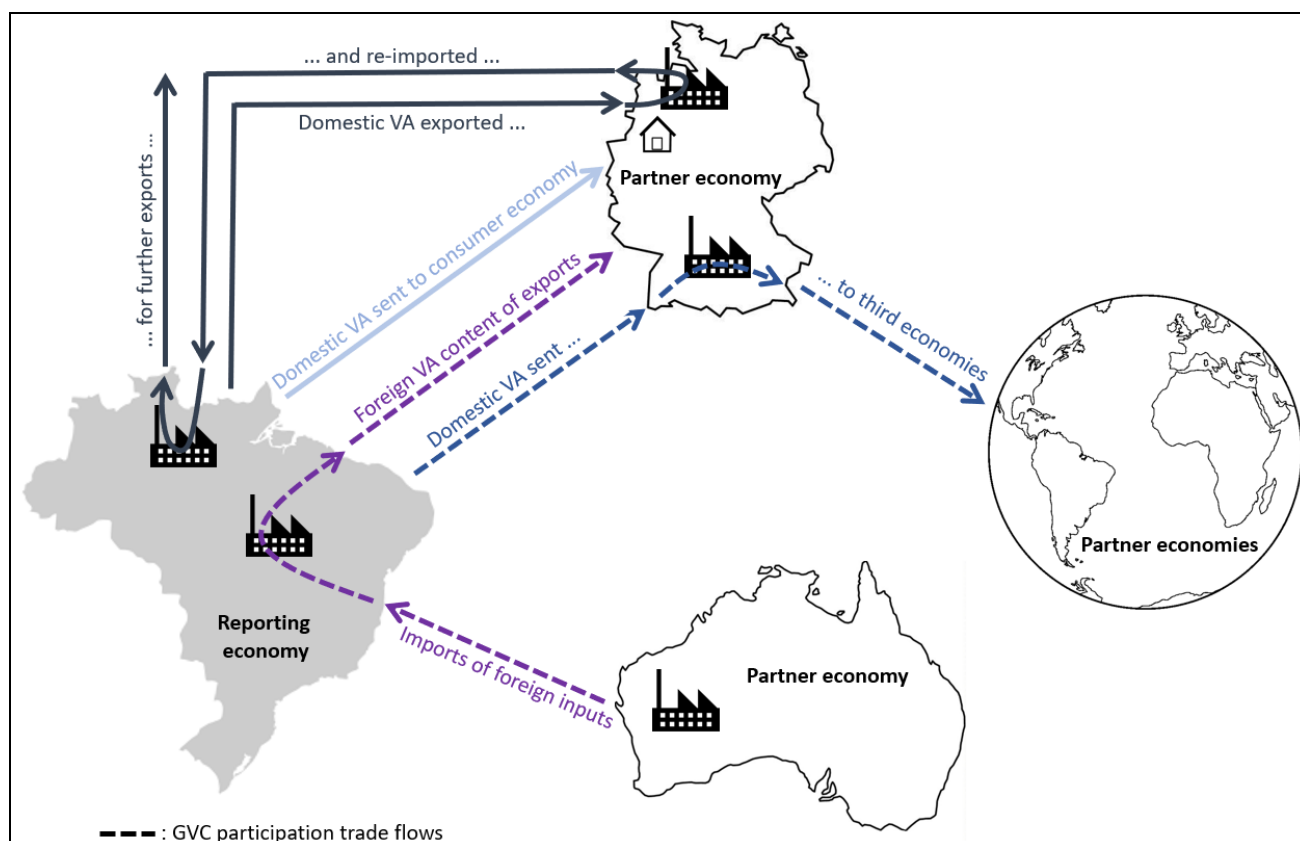 ... and re-imported ...
Domestic VA exported ...
... for further exports ...
Partner economy
Domestic VA sent to consumer economy
Foreign VA content of exports
Domestic VA sent ...
... to third economies
Partner economies
Reporting
economy
Imports of foreign inputs
Partner economy
: GVC participation trade flows